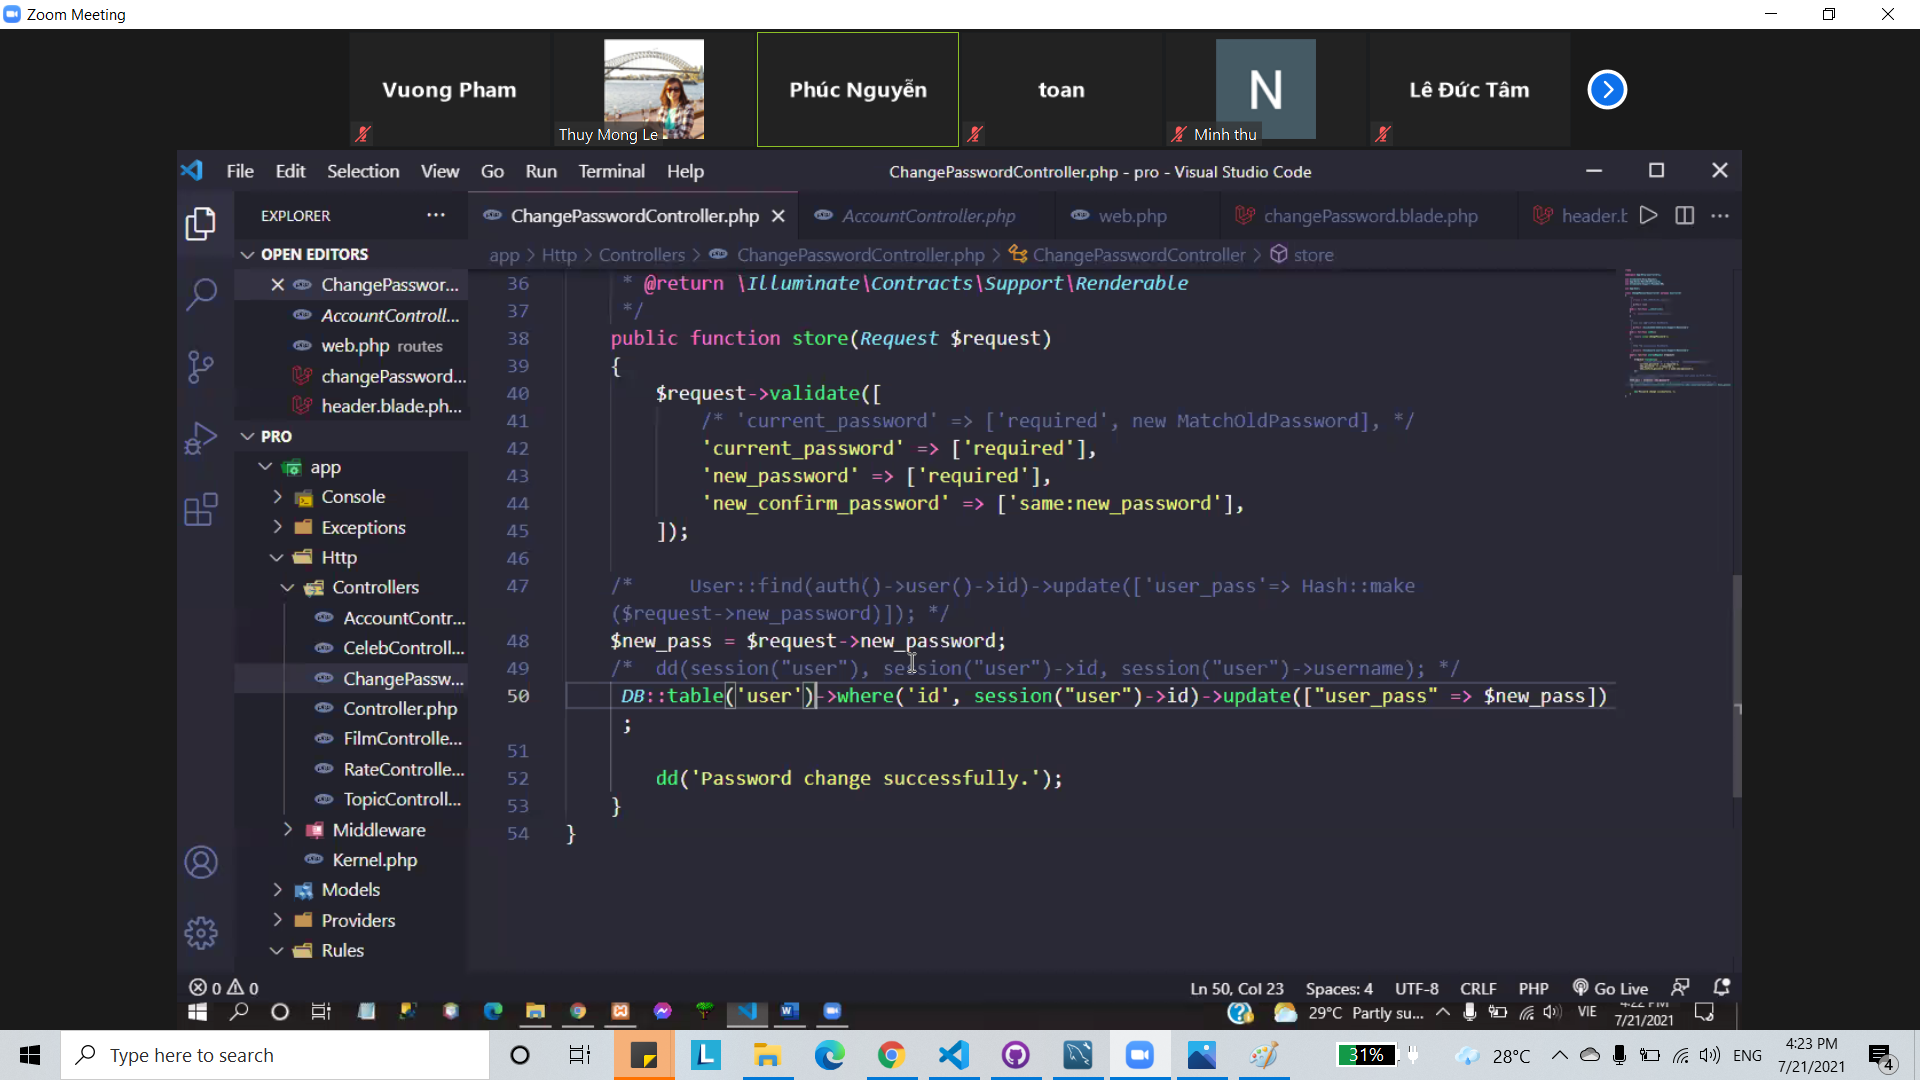 Zoom Meeting
Vuong Pham
Thuy Mong Le
Phúc Nguyễn
toan
N
Minh thu
Lê Đức Tâm
File Edit Selection View Go Run Terminal Help
ChangePasswordController.php - pro - Visual Studio Code
EXPLORER
ChangePasswordController.php
AccountController.php
web.php
changePassword.blade.php
header.b
OPEN EDITORS
app > Http > Controllers > ChangePasswordController.php > ChangePasswordController > store
ChangePasswor...
AccountControll...
web.php routes
changePassword...
header.blade.ph...
PRO
app
Console
Exceptions
Http
Controllers
AccountContr...
CelebControll...
ChangePassw...
Controller.php
FilmControlle...
RateControlle...
TopicControll...
Middleware
Kernel.php
Models
Providers
Rules
36 * @return \Illuminate\Contracts\Support\Renderable
37 */
38 public function store(Request $request)
39 {
40 $request->validate([
41 /* 'current_password' => ['required', new MatchOldPassword], */
42 'current_password' => ['required'],
43 'new_password' => ['required'],
44 'new_confirm_password' => ['same:new_password'],
45 ]);
46
47 /* User::find(auth()->user()->id)->update(['user_pass'=> Hash::make
($request->new_password)]); */
48 $new_pass = $request->new_password;
49 /* dd(session("user"), session("user")->id, session("user")->username); */
50 DB::table('user')->where('id', session("user")->id)->update(["user_pass" => $new_pass])
;
51
52 dd('Password change successfully.');
53 }
54 }
0 0
Ln 50, Col 23 Spaces: 4 UTF-8 CRLF PHP Go Live
29°C Partly su... VIE
4:22 PM
7/21/2021
Type here to search
31%
28°C
ENG
4:23 PM
7/21/2021
4